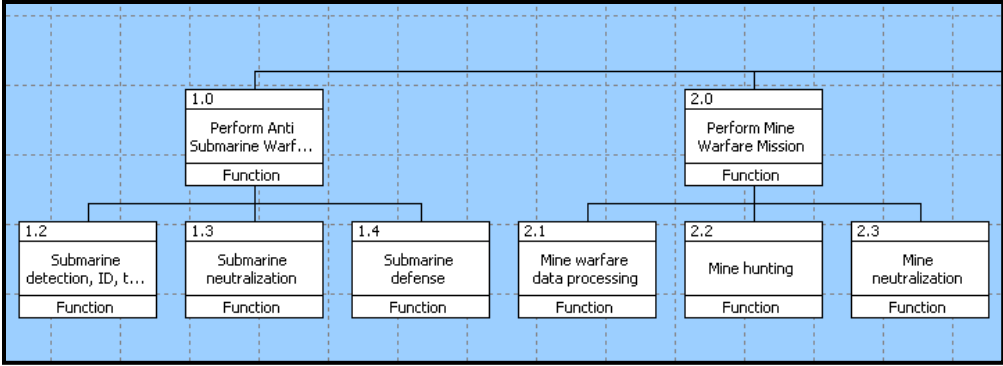 1.0
Perform Anti
Submarine Warf...
Function
2.0
Perform Mine
Warfare Mission
Function
1.2
Submarine
detection, ID, t...
Function
1.3
Submarine
neutralization
Function
1.4
Submarine
defense
Function
2.1
Mine warfare
data processing
Function
2.2
Mine hunting
Function
2.3
Mine
neutralization
Function